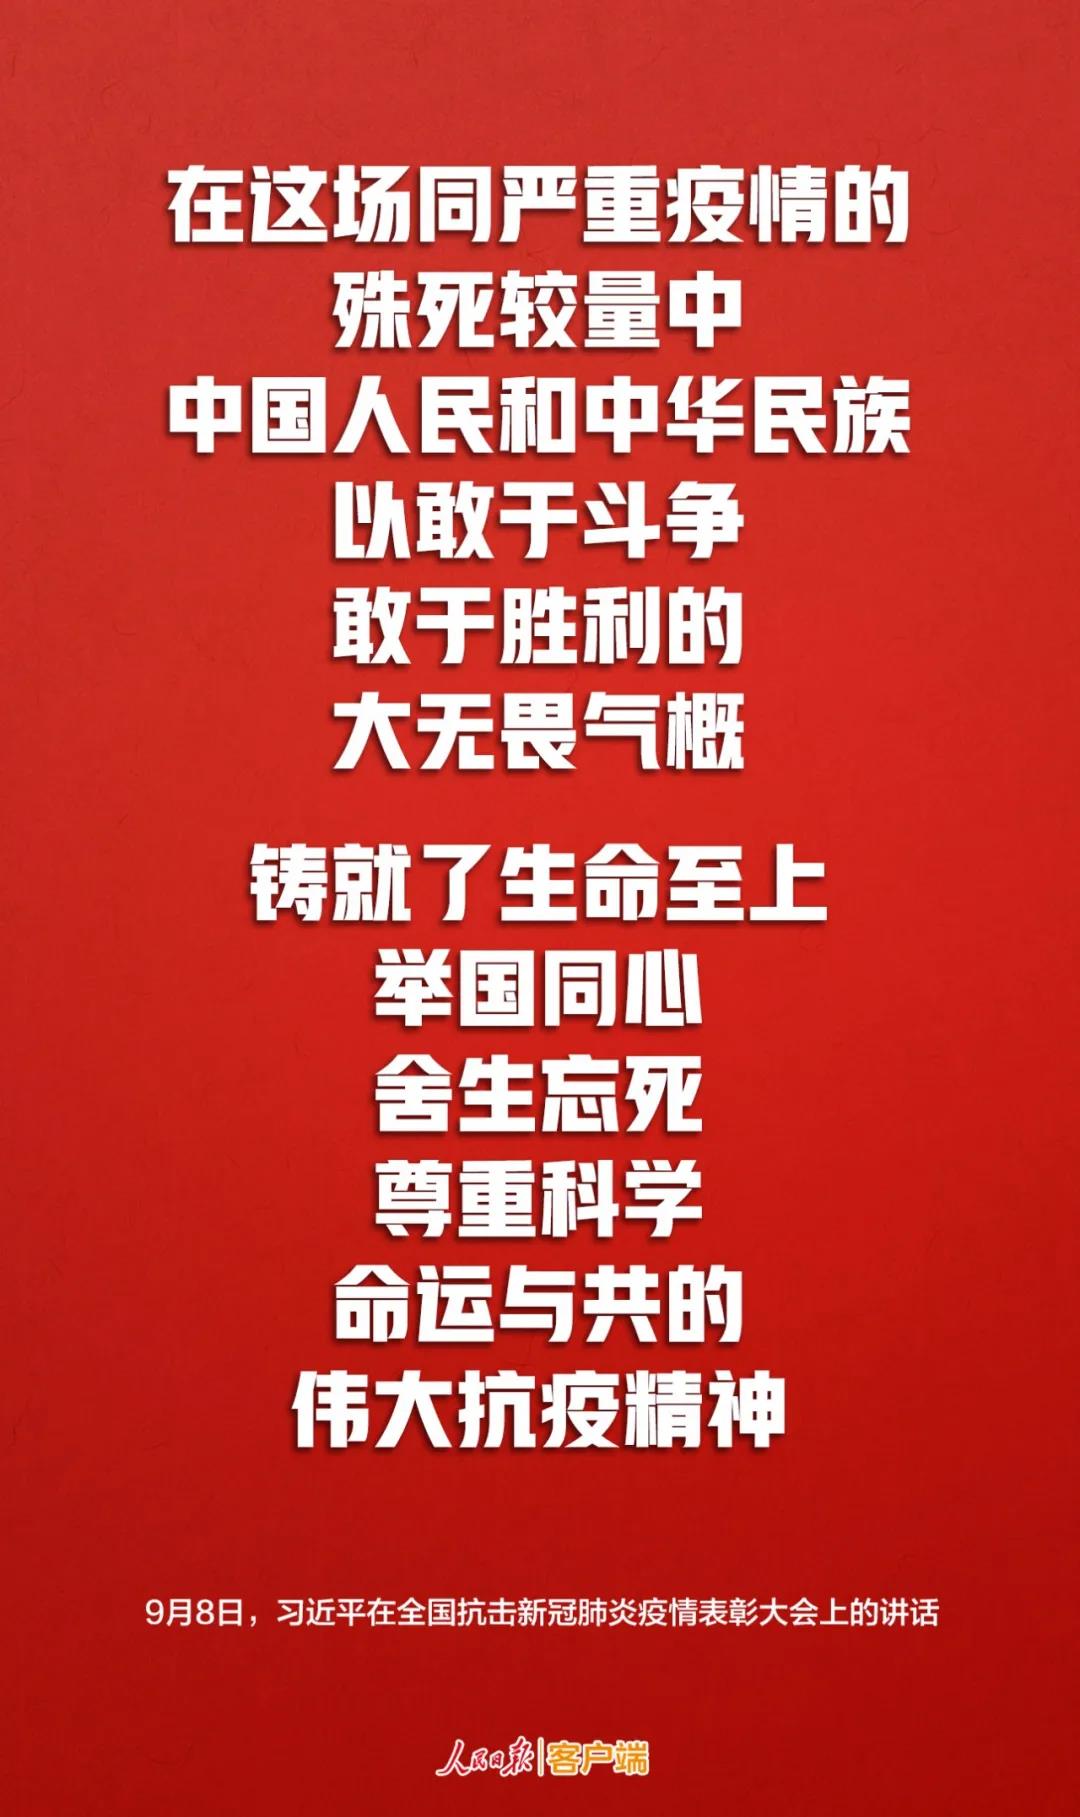 在这场同严重疫情的
殊死较量中
中国人民和中华民族
以敢于斗争
敢于胜利的
大无畏气概
铸就了生命至上
举国同心
舍生忘死
尊重科学
命运与共的
伟大抗疫精神
9月8日，习近平在全国抗击新冠肺炎疫情表彰大会上的讲话
人民日报|客户端